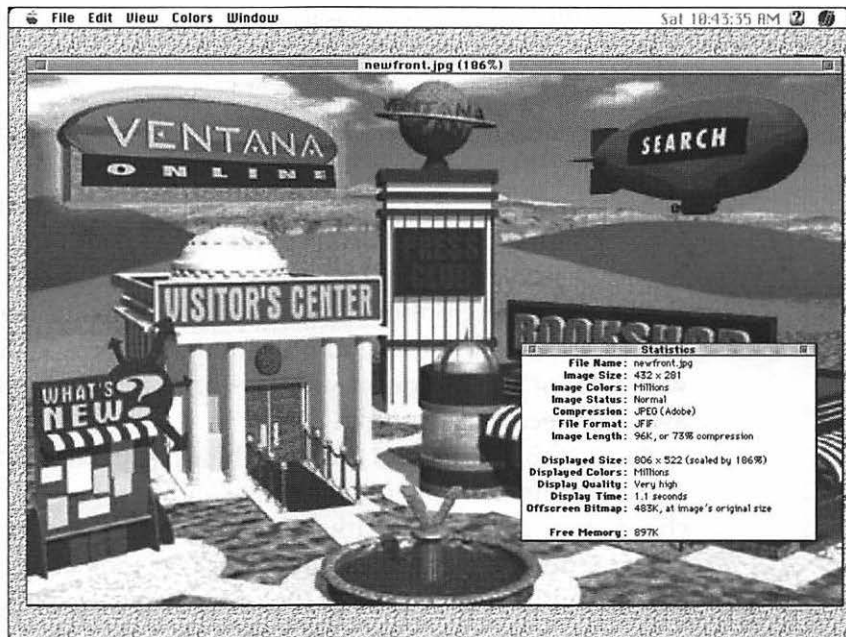 File Edit View Colors Window Sat 10:43:35 AM
newfront.jpg (186%)
VENTANA
ONLINE
VENTANA
SEARCH
VISITOR'S CENTER
BOOKSHOP
WHAT'S
NEW?
Statistics
File Name: newfront.jpg
Image Size: 432 x 281
Image Colors: Millions
Image Status: Normal
Compression: JPEG (Adobe)
File Format: JFIF
Image Length: 96K, or 73% compression
Displayed Size: 806 x 522 (scaled by 186%)
Displayed Colors: Millions
Display Quality: Very high
Display Time: 1.1 seconds
Offscreen Bitmap: 483K, at image's original size
Free Memory: 897K